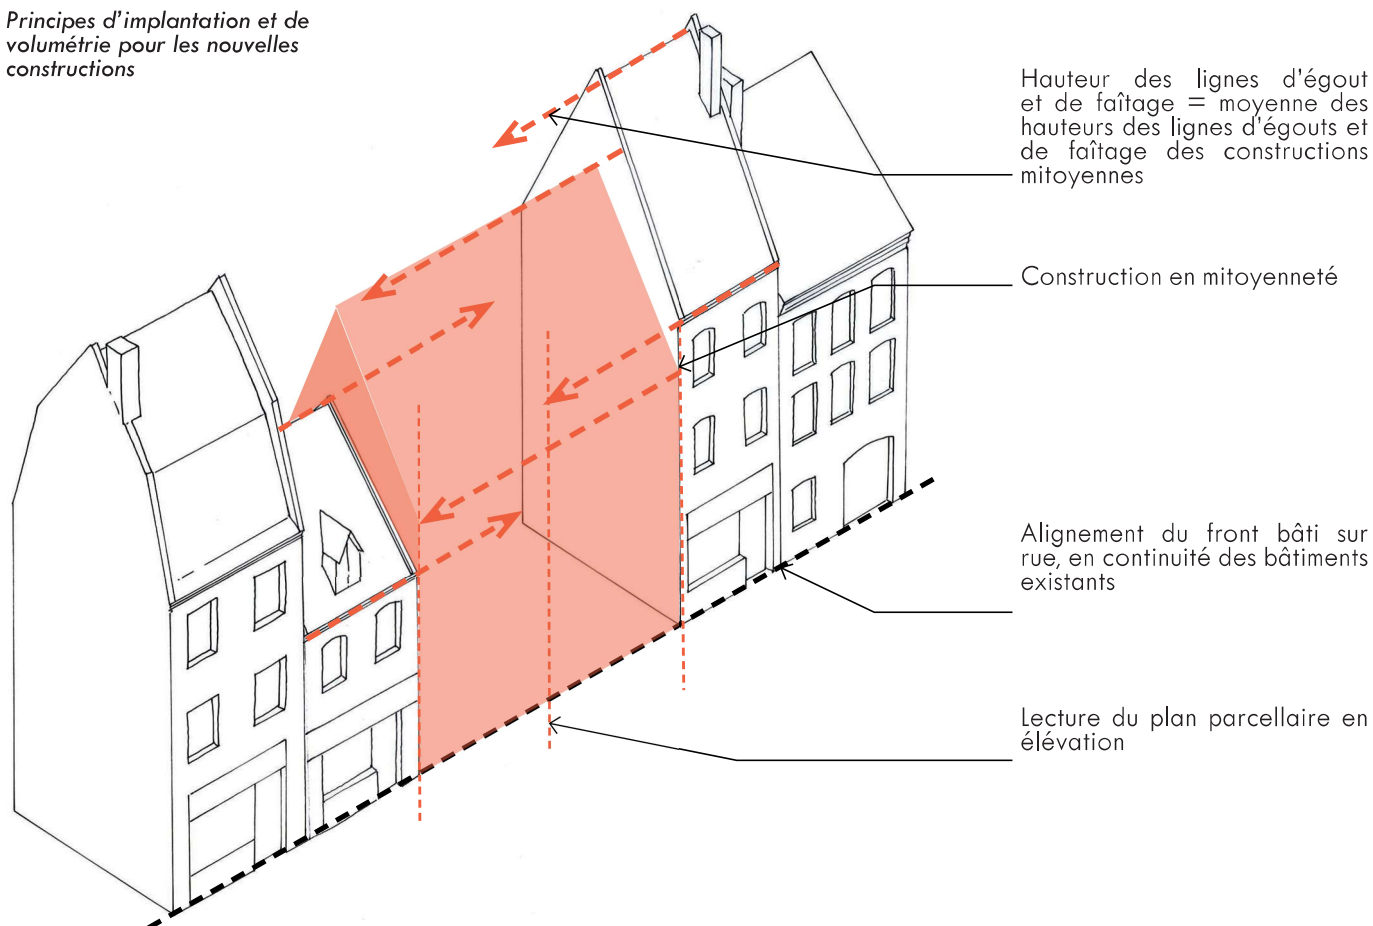 Principes d'implantation et de
volumétrie pour les nouvelles
constructions
Hauteur des lignes d'égout
et de faîtage = moyenne des
hauteurs des lignes d'égouts et
de faîtage des constructions
mitoyennes
Construction en mitoyenneté
Alignement du front bâti sur
rue, en continuité des bâtiments
existants
Lecture du plan parcellaire en
élévation